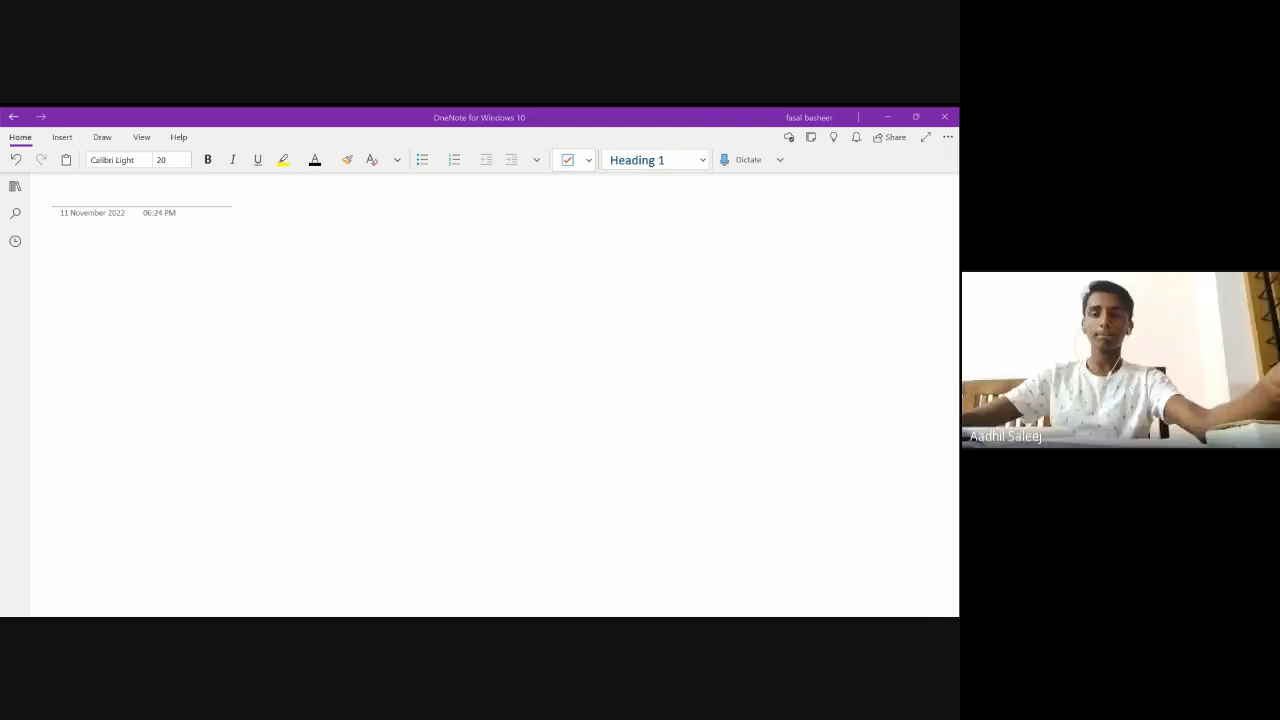 OneNote for Windows 10
fasal basheer
Home Insert Draw View Help
Share
Calibri Light 20 B I U A Heading 1 Dictate
11 November 2022 06:24 PM
Aadhil Saleej